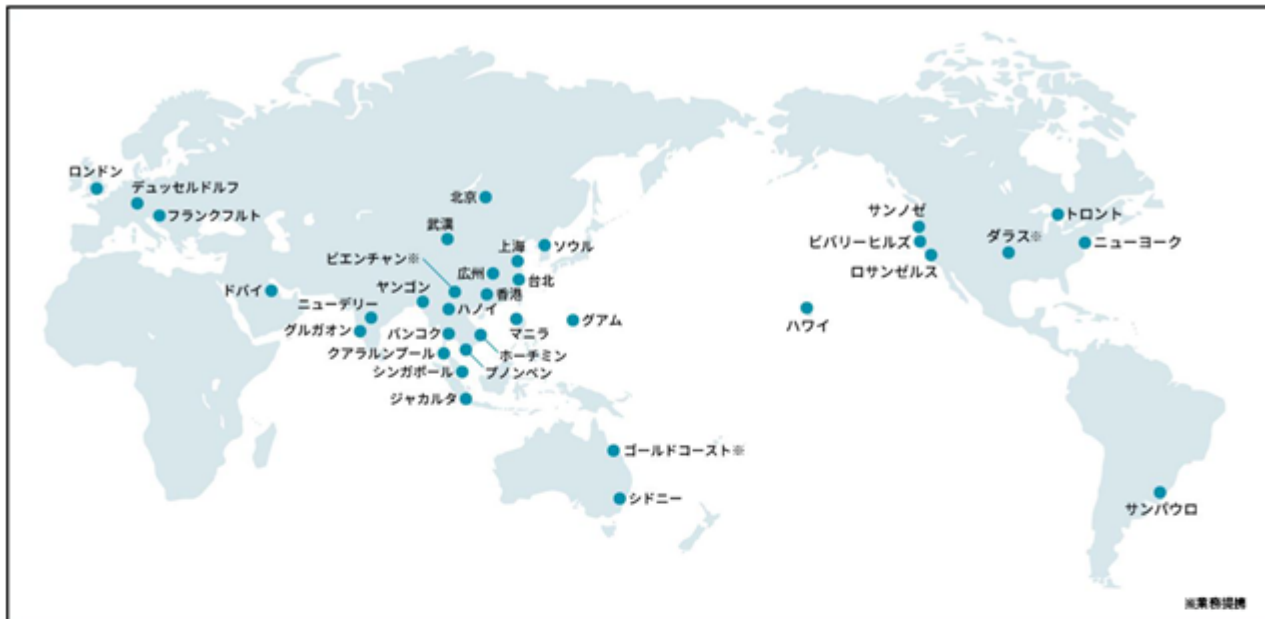 ロンドン
デュッセルドルフ
フランクフルト
ドバイ
ニューデリー
グルガオン
北京
武漢
ビエンチャン※
ヤンゴン
上海
ソウル
広州
台北
香港
ハノイ
バンコク
マニラ
グアム
クアラルンプール
ホーチミン
シンガポール
プノンペン
ジャカルタ
ゴールドコースト※
シドニー
ハワイ
サンノゼ
ビバリーヒルズ
ロサンゼルス
ダラス※
トロント
ニューヨーク
サンパウロ
※業務提携